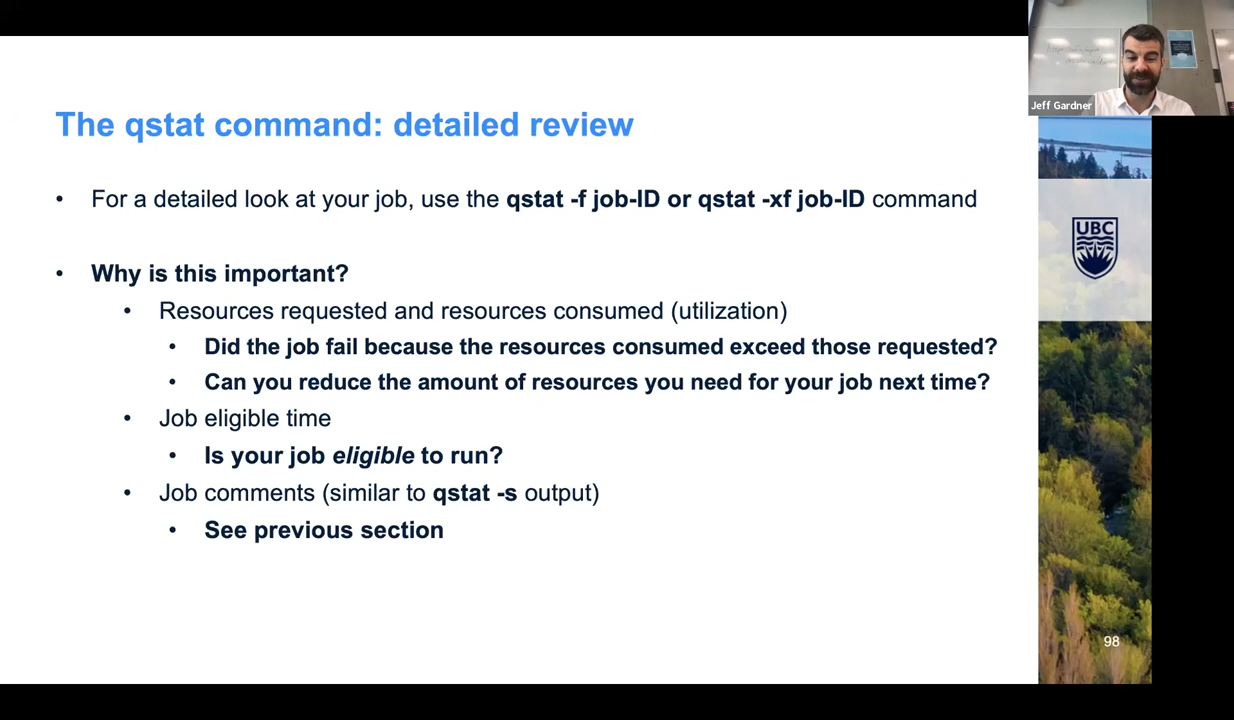 The qstat command: detailed review
• For a detailed look at your job, use the qstat -f job-ID or qstat -xf job-ID command
• Why is this important?
• Resources requested and resources consumed (utilization)
• Did the job fail because the resources consumed exceed those requested?
• Can you reduce the amount of resources you need for your job next time?
• Job eligible time
• Is your job eligible to run?
• Job comments (similar to qstat -s output)
• See previous section
Jeff Gardner
UBC
98